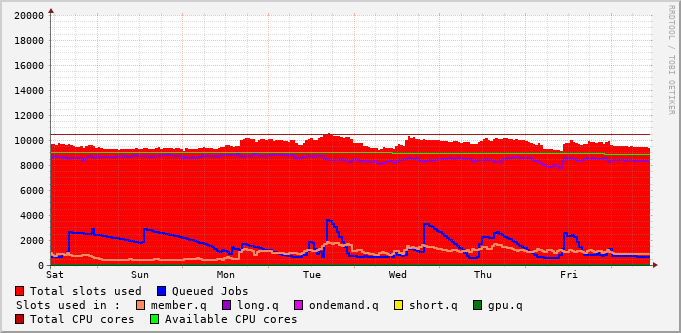 RRDTOOL / TOBI OETIKER
20000
18000
16000
14000
12000
10000
8000
6000
4000
2000
0
Sat Sun Mon Tue Wed Thu Fri
Total slots used Queued Jobs
Slots used in : member.q long.q ondemand.q short.q gpu.q
Total CPU cores Available CPU cores